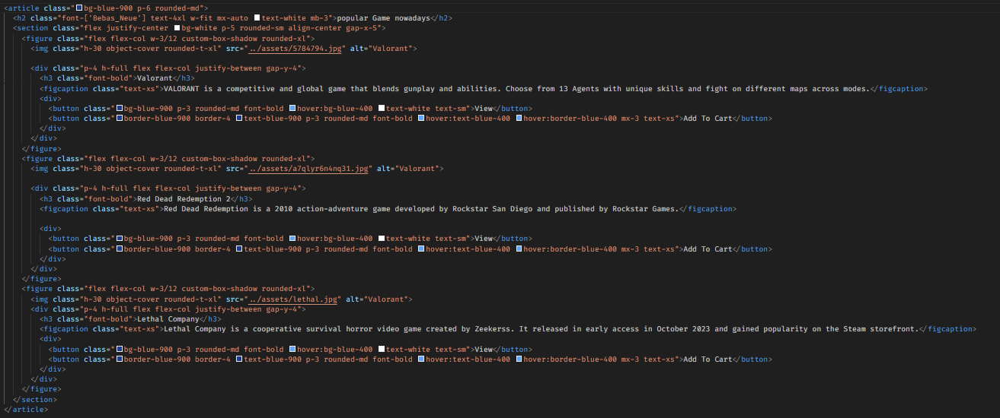 <article class="bg-blue-900 p-6 rounded-md">
<h2 class="font-['Bebas_Neue'] text-4xl w-fit mx-auto text-white mb-3">popular Game nowadays</h2>
<section class="flex justify-center bg-white p-5 rounded-sm align-center gap-x-5">
<figure class="flex flex-col w-3/12 custom-box-shadow rounded-xl">
<img class="h-30 object-cover rounded-t-xl" src="../assets/5784794.jpg" alt="Valorant">
<div class="p-4 h-full flex flex-col justify-between gap-y-4">
<h3 class="font-bold">Valorant</h3>
<figcaption class="text-xs">VALORANT is a competitive and global game that blends gunplay and abilities. Choose from 13 Agents with unique skills and fight on different maps across modes.</figcaption>
<div>
<button class="bg-blue-900 p-3 rounded-md font-bold hover:bg-blue-400 text-white text-sm">View</button>
<button class="border-blue-900 border-4 text-blue-900 p-3 rounded-md font-bold hover:text-blue-400 hover:border-blue-400 mx-3 text-xs">Add To Cart</button>
</div>
</div>
</figure>
<figure class="flex flex-col w-3/12 custom-box-shadow rounded-xl">
<img class="h-30 object-cover rounded-t-xl" src="../assets/a7qlyr6n4nq31.jpg" alt="Valorant">
<div class="p-4 h-full flex flex-col justify-between gap-y-4">
<h3 class="font-bold">Red Dead Redemption 2</h3>
<figcaption class="text-xs">Red Dead Redemption is a 2010 action-adventure game developed by Rockstar San Diego and published by Rockstar Games.</figcaption>
<div>
<button class="bg-blue-900 p-3 rounded-md font-bold hover:bg-blue-400 text-white text-sm">View</button>
<button class="border-blue-900 border-4 text-blue-900 p-3 rounded-md font-bold hover:text-blue-400 hover:border-blue-400 mx-3 text-xs">Add To Cart</button>
</div>
</div>
</figure>
<figure class="flex flex-col w-3/12 custom-box-shadow rounded-xl">
<img class="h-30 object-cover rounded-t-xl" src="../assets/lethal.jpg" alt="Valorant">
<div class="p-4 h-full flex flex-col justify-between gap-y-4">
<h3 class="font-bold">Lethal Company</h3>
<figcaption class="text-xs">Lethal Company is a cooperative survival horror video game created by Zeekerss. It released in early access in October 2023 and gained popularity on the Steam storefront.</figcaption>
<div>
<button class="bg-blue-900 p-3 rounded-md font-bold hover:bg-blue-400 text-white text-sm">View</button>
<button class="border-blue-900 border-4 text-blue-900 p-3 rounded-md font-bold hover:text-blue-400 hover:border-blue-400 mx-3 text-xs">Add To Cart</button>
</div>
</div>
</figure>
</section>
</article>